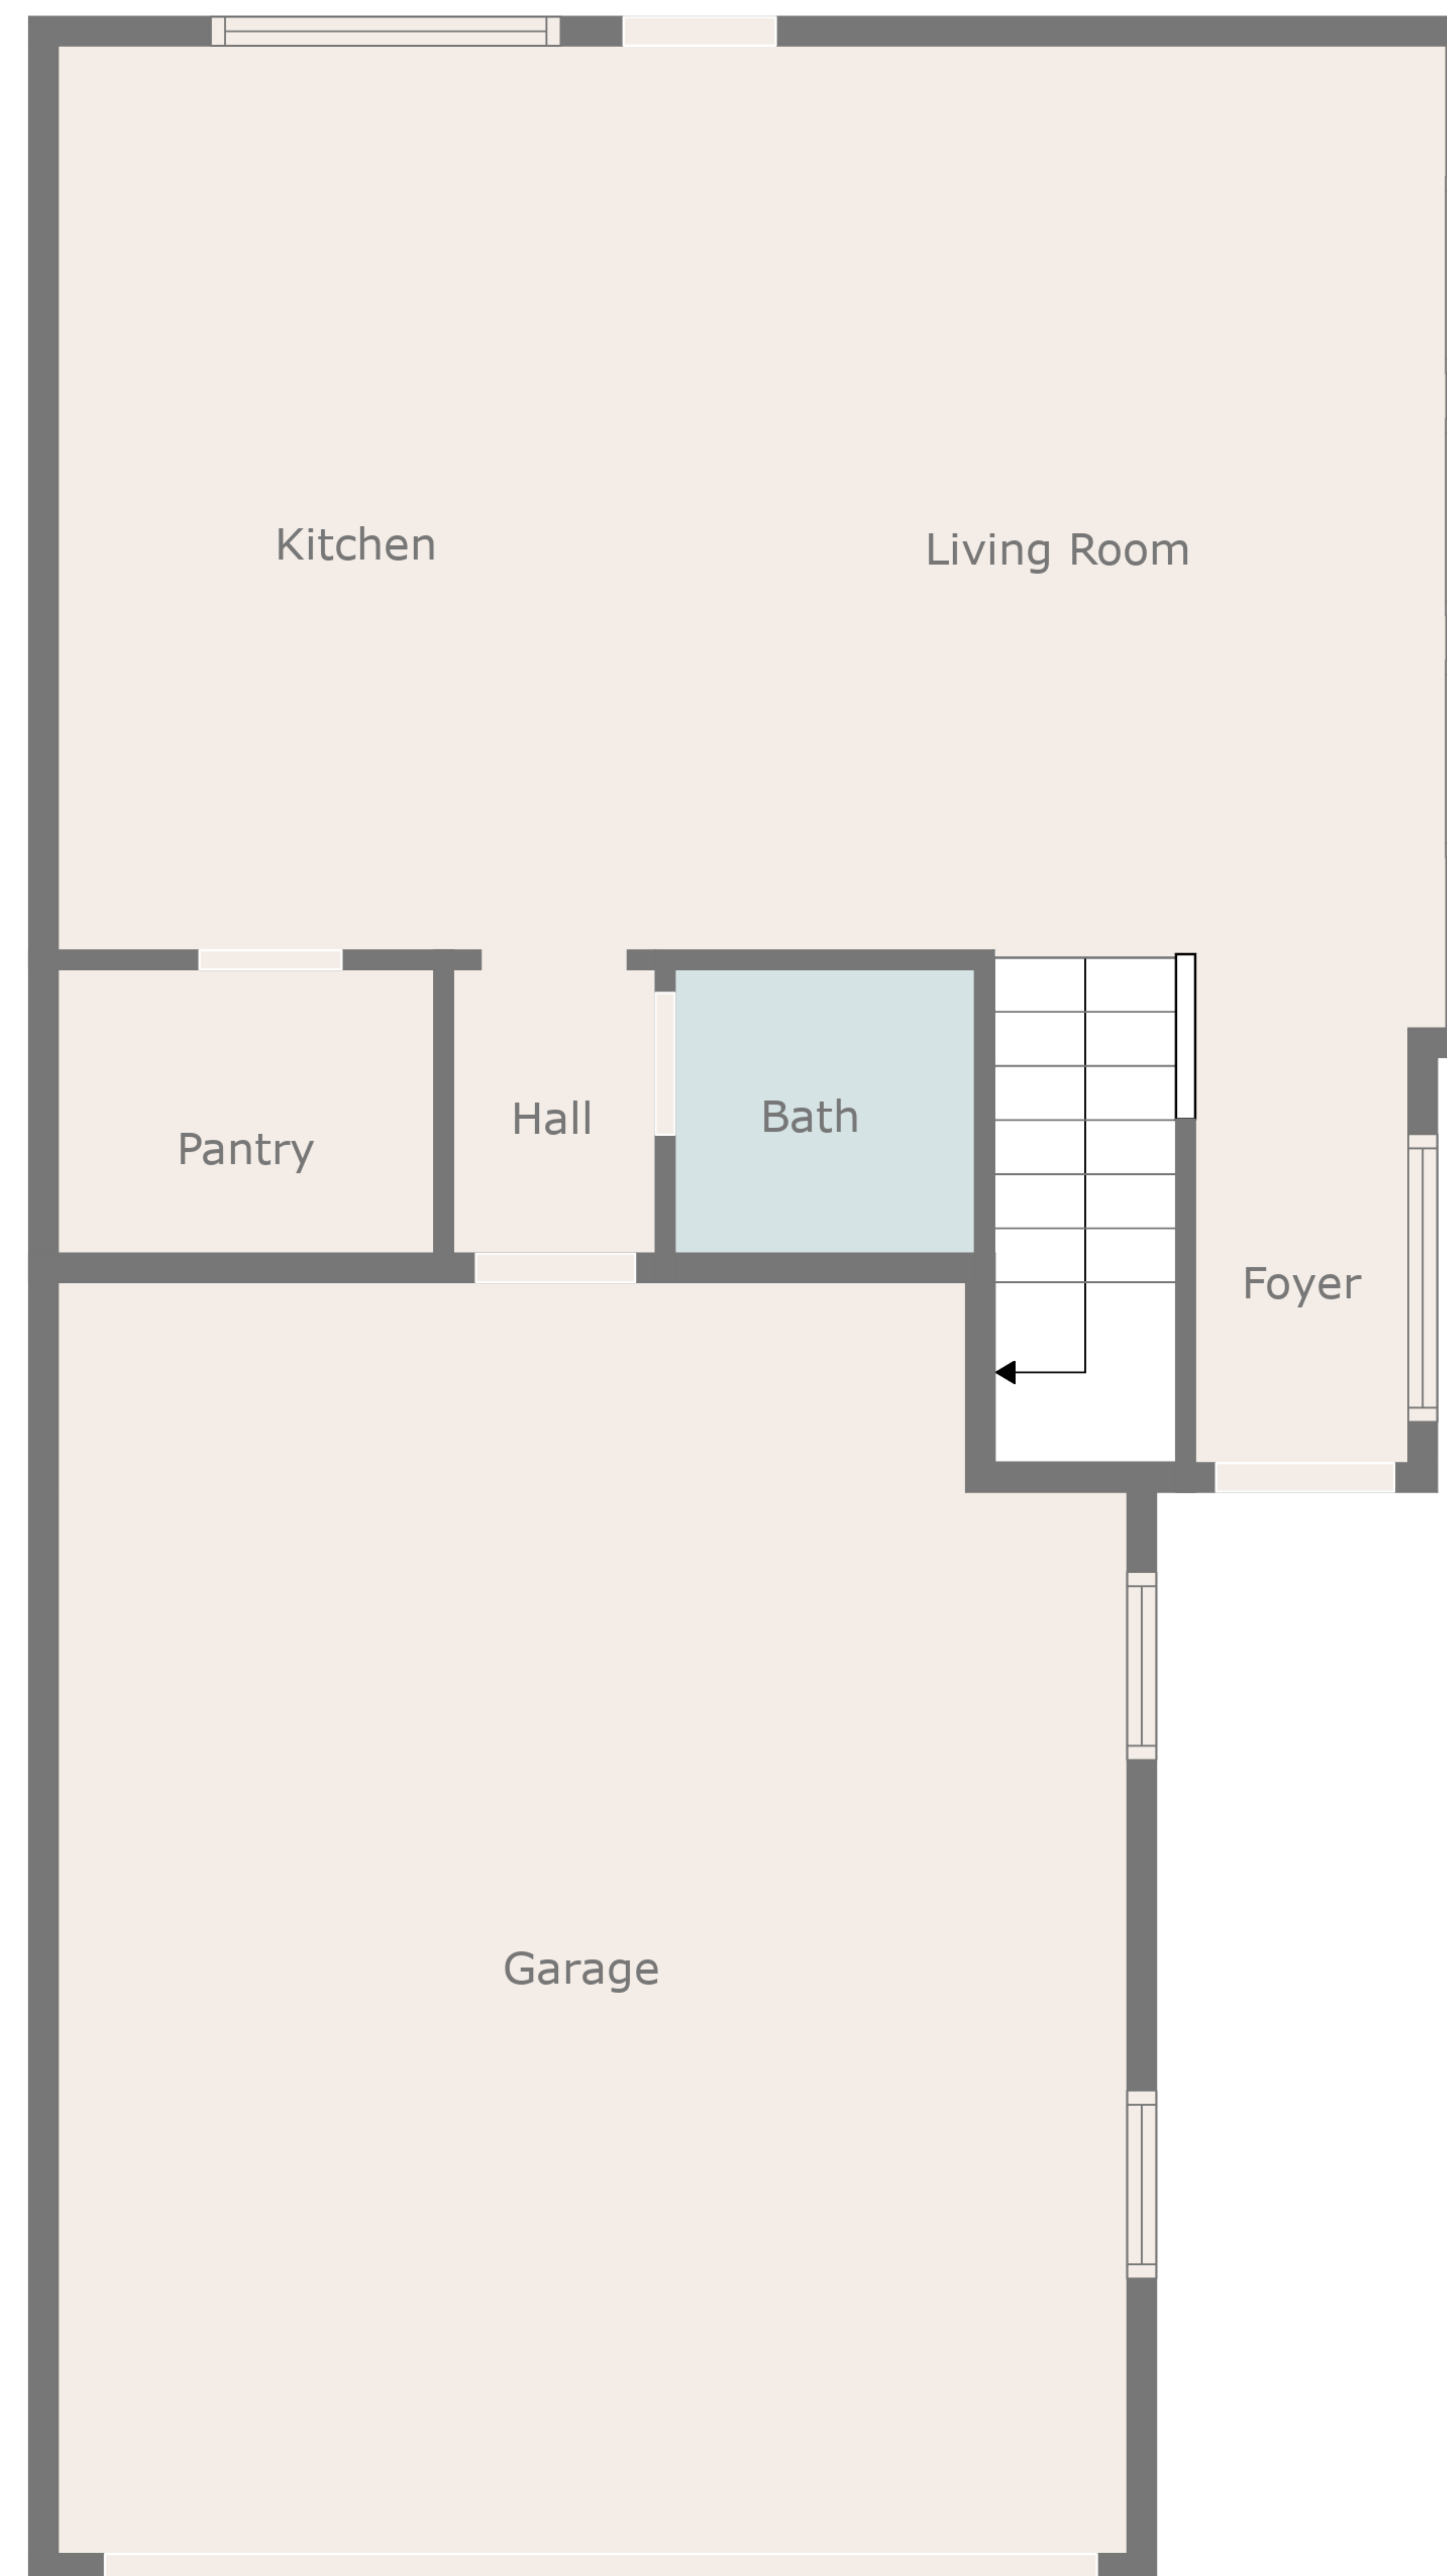 Kitchen
Living Room
Pantry
Hall
Bath
Foyer
Garage